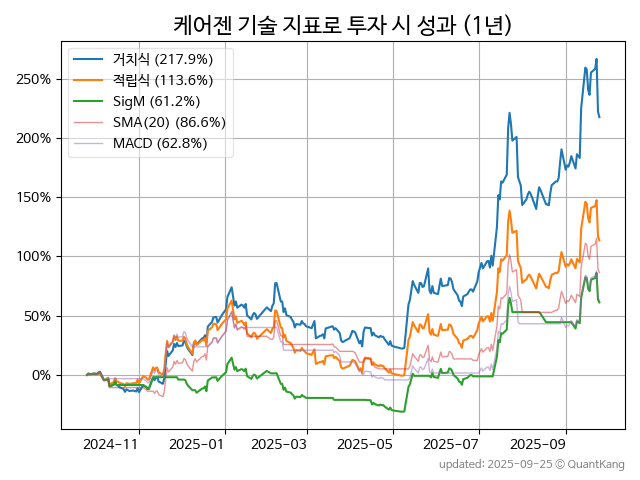 케어젠 기술 지표로 투자 시 성과 (1년)
거치식 (217.9%)
적립식 (113.6%)
SigM (61.2%)
SMA(20) (86.6%)
MACD (62.8%)
250%
200%
150%
100%
50%
0%
2024-11
2025-01
2025-03
2025-05
2025-07
2025-09
updated: 2025-09-25 © QuantKang